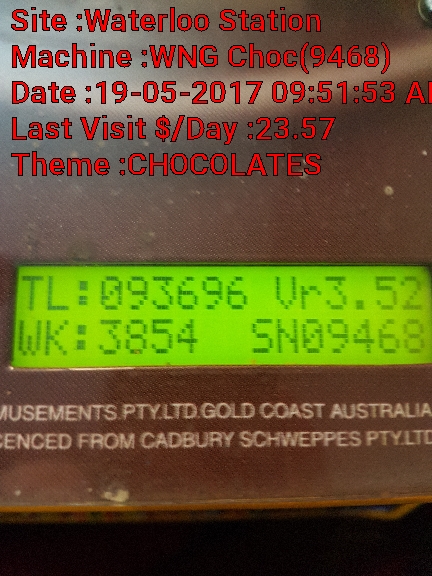 Site :Waterloo Station
Machine :WNG Choc(9468)
Date :19-05-2017 09:51:53
Last Visit $/Day :23.57
Theme :CHOCOLATES
TL:093696 Vr3.52
WK:3854 SN09468
PTY.LTD.GOLD COAST AUSTRALIA
FROM CADBURY SCHWEPPES PTY.LTD